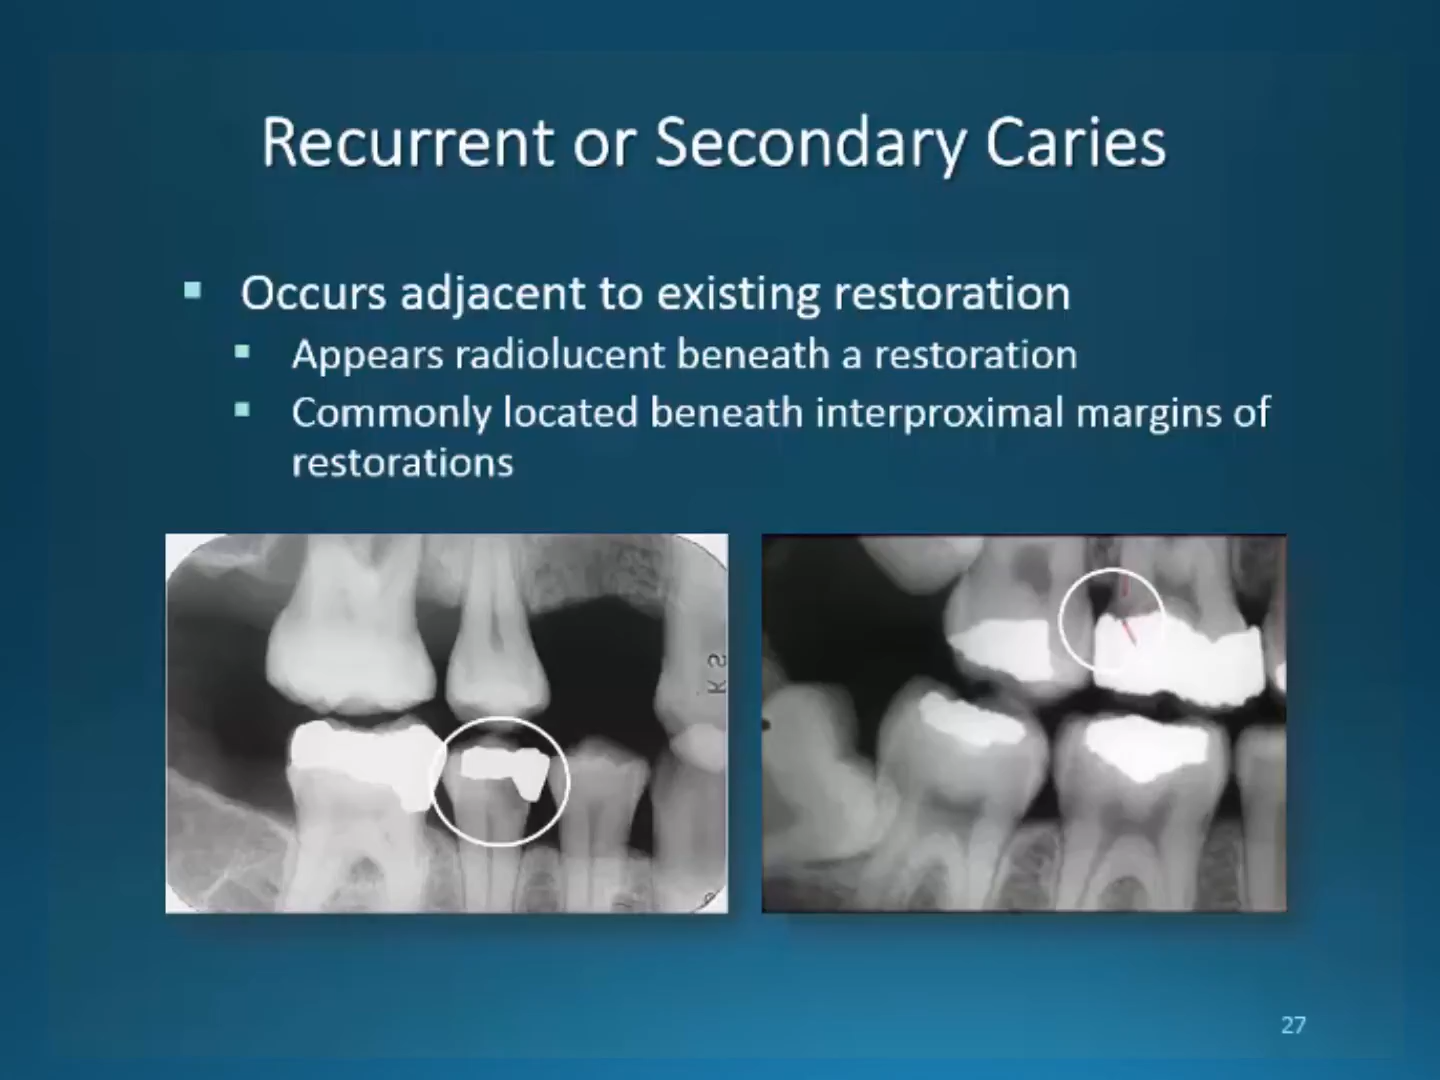 Recurrent or Secondary Caries
Occurs adjacent to existing restoration
Appears radiolucent beneath a restoration
Commonly located beneath interproximal margins of
restorations
27